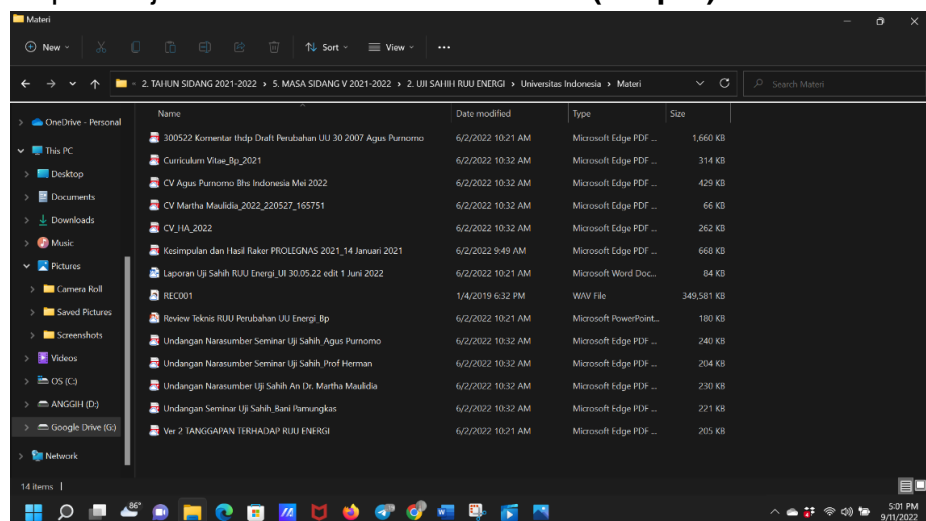 Materi
New
Sort
View
2. TAHUN SIDANG 2021-2022 › 5. MASA SIDANG V 2021-2022 › 2. UJI SAHIH RUU ENERGI › Universitas Indonesia › Materi
Search Materi
Name Date modified Type Size
OneDrive - Personal
This PC
Desktop
Documents
Downloads
Music
Pictures
Camera Roll
Saved Pictures
Screenshots
Videos
OS (C:)
ANGGIH (D:)
Google Drive (G:)
Network
300522 Komentar thdp Draft Perubahan UU 30 2007 Agus Purnomo 6/2/2022 10:21 AM Microsoft Edge PDF ... 1,660 KB
Curriculum Vitae_Bp_2021 6/2/2022 10:32 AM Microsoft Edge PDF ... 314 KB
CV Agus Purnomo Bhs Indonesia Mei 2022 6/2/2022 10:32 AM Microsoft Edge PDF ... 429 KB
CV Martha Maulidia_2022_220527_165751 6/2/2022 10:32 AM Microsoft Edge PDF ... 66 KB
CV_HA_2022 6/2/2022 10:32 AM Microsoft Edge PDF ... 262 KB
Kesimpulan dan Hasil Raker PROLEGNAS 2021_14 Januari 2021 6/2/2022 9:49 AM Microsoft Edge PDF ... 668 KB
Laporan Uji Sahih RUU Energi_UI 30.05.22 edit 1 Juni 2022 6/2/2022 10:21 AM Microsoft Word Doc... 84 KB
REC001 1/4/2019 6:32 PM WAV File 349,581 KB
Review Teknis RUU Perubahan UU Energi_Bp 6/2/2022 10:21 AM Microsoft PowerPoint... 180 KB
Undangan Narasumber Seminar Uji Sahih_Agus Purnomo 6/2/2022 10:32 AM Microsoft Edge PDF ... 240 KB
Undangan Narasumber Seminar Uji Sahih_Prof Herman 6/2/2022 10:32 AM Microsoft Edge PDF ... 204 KB
Undangan Narasumber Uji Sahih An Dr. Martha Maulidia 6/2/2022 10:32 AM Microsoft Edge PDF ... 230 KB
Undangan Seminar Uji Sahih_Bani Pamungkas 6/2/2022 10:32 AM Microsoft Edge PDF ... 221 KB
Ver 2 TANGGAPAN TERHADAP RUU ENERGI 6/2/2022 10:21 AM Microsoft Edge PDF ... 205 KB
14 items
86°
5:01 PM
9/11/2022